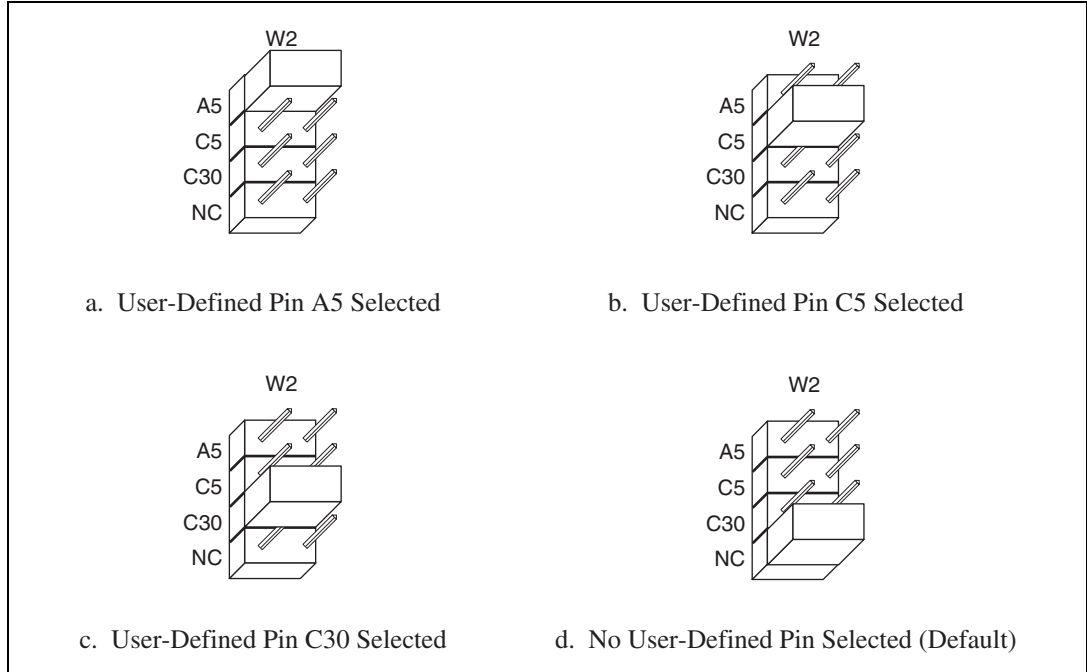 W2
A5
C5
C30
NC
a. User-Defined Pin A5 Selected
W2
A5
C5
C30
NC
b. User-Defined Pin C5 Selected
W2
A5
C5
C30
NC
c. User-Defined Pin C30 Selected
W2
A5
C5
C30
NC
d. No User-Defined Pin Selected (Default)